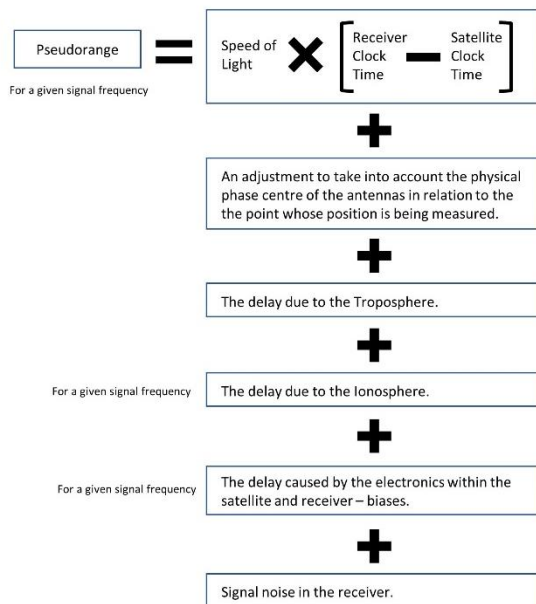 Pseudorange
For a given signal frequency
Speed of
Light
Receiver
Clock
Time
Satellite
Clock
Time
An adjustment to take into account the physical
phase centre of the antennas in relation to the
the point whose position is being measured.
The delay due to the Troposphere.
For a given signal frequency
The delay due to the Ionosphere.
For a given signal frequency
The delay caused by the electronics within the
satellite and receiver – biases.
Signal noise in the receiver.